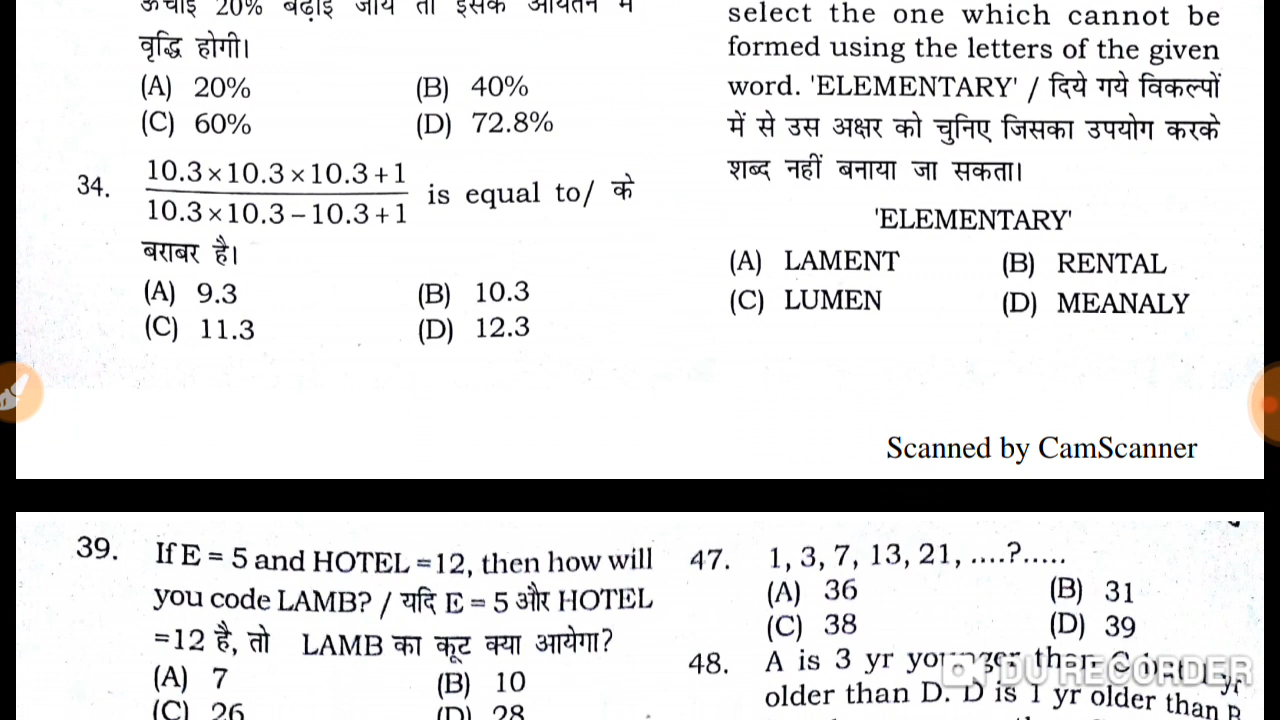 ऊंचाई 20% बढ़ाई जाय तो इसके आयतन में
वृद्धि होगी।
(A) 20% (B) 40%
(C) 60% (D) 72.8%
34. 10.3×10.3×10.3+1
10.3×10.3−10.3+1 is equal to/ के
बराबर है।
(A) 9.3 (B) 10.3
(C) 11.3 (D) 12.3
select the one which cannot be
formed using the letters of the given
word. 'ELEMENTARY' / दिये गये विकल्पों
में से उस अक्षर को चुनिए जिसका उपयोग करके
शब्द नहीं बनाया जा सकता।
'ELEMENTARY'
(A) LAMENT (B) RENTAL
(C) LUMEN (D) MEANALY
Scanned by CamScanner
39. If E = 5 and HOTEL =12, then how will
you code LAMB? / यदि E = 5 और HOTEL
=12 है, तो LAMB का कूट क्या आयेगा?
(A) 7 (B) 10
(C) 26 (D) 28
47. 1, 3, 7, 13, 21, ....?.....
(A) 36 (B) 31
(C) 38 (D) 39
48. A is 3 yr younger than C yr
older than D. D is 1 yr older than
DU RECORDER